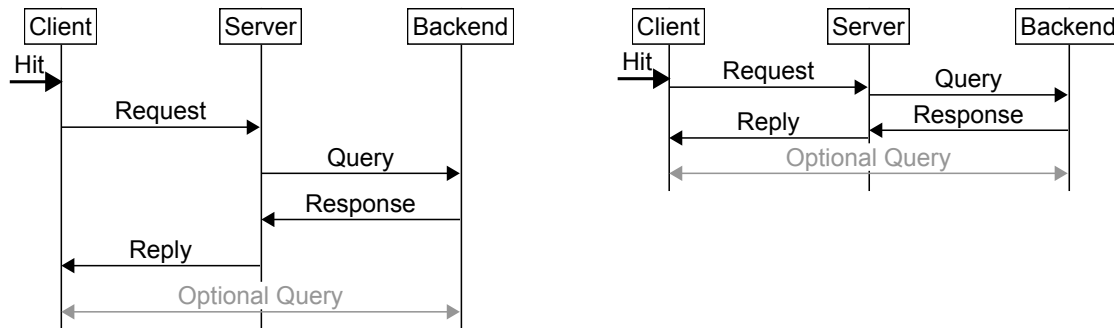 Client Server Backend
Hit
Request
Query
Response
Reply
Optional Query
Client Server Backend
Hit
Request
Query
Response
Reply
Optional Query